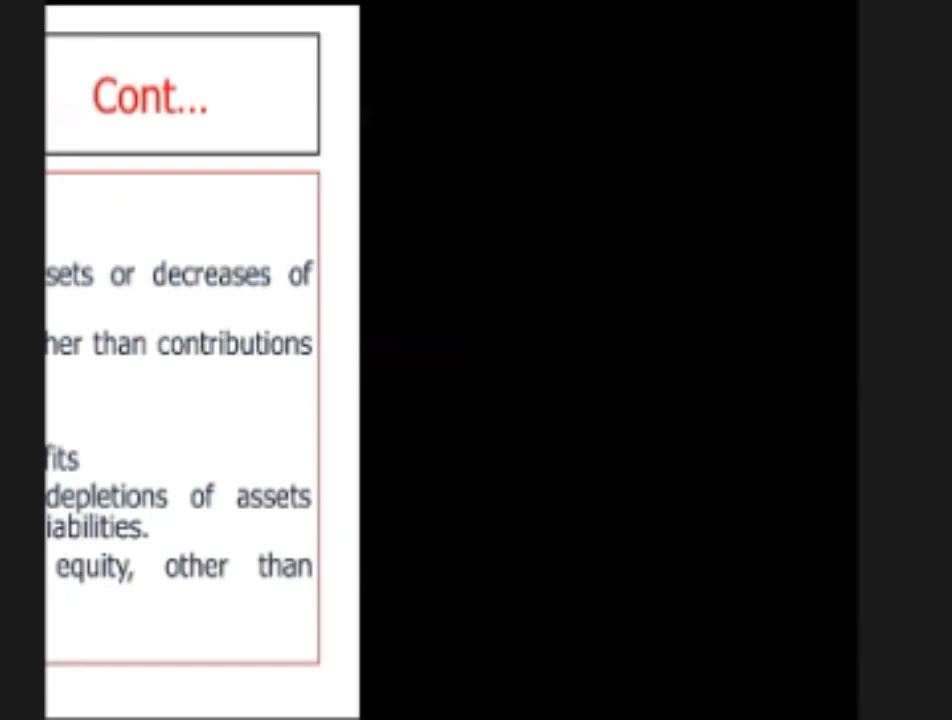 Cont...
sets or decreases of
her than contributions
fits
depletions of assets
iabilities.
equity, other than